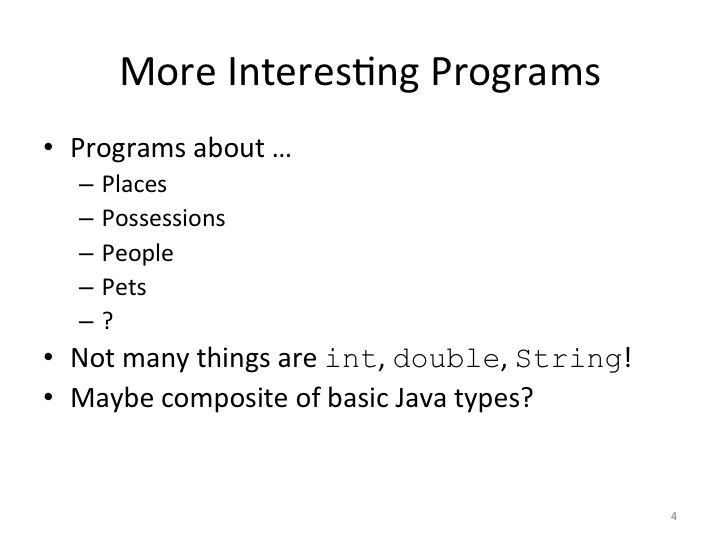 More Interesting Programs
• Programs about …
– Places
– Possessions
– People
– Pets
– ?
• Not many things are int, double, String!
• Maybe composite of basic Java types?
4